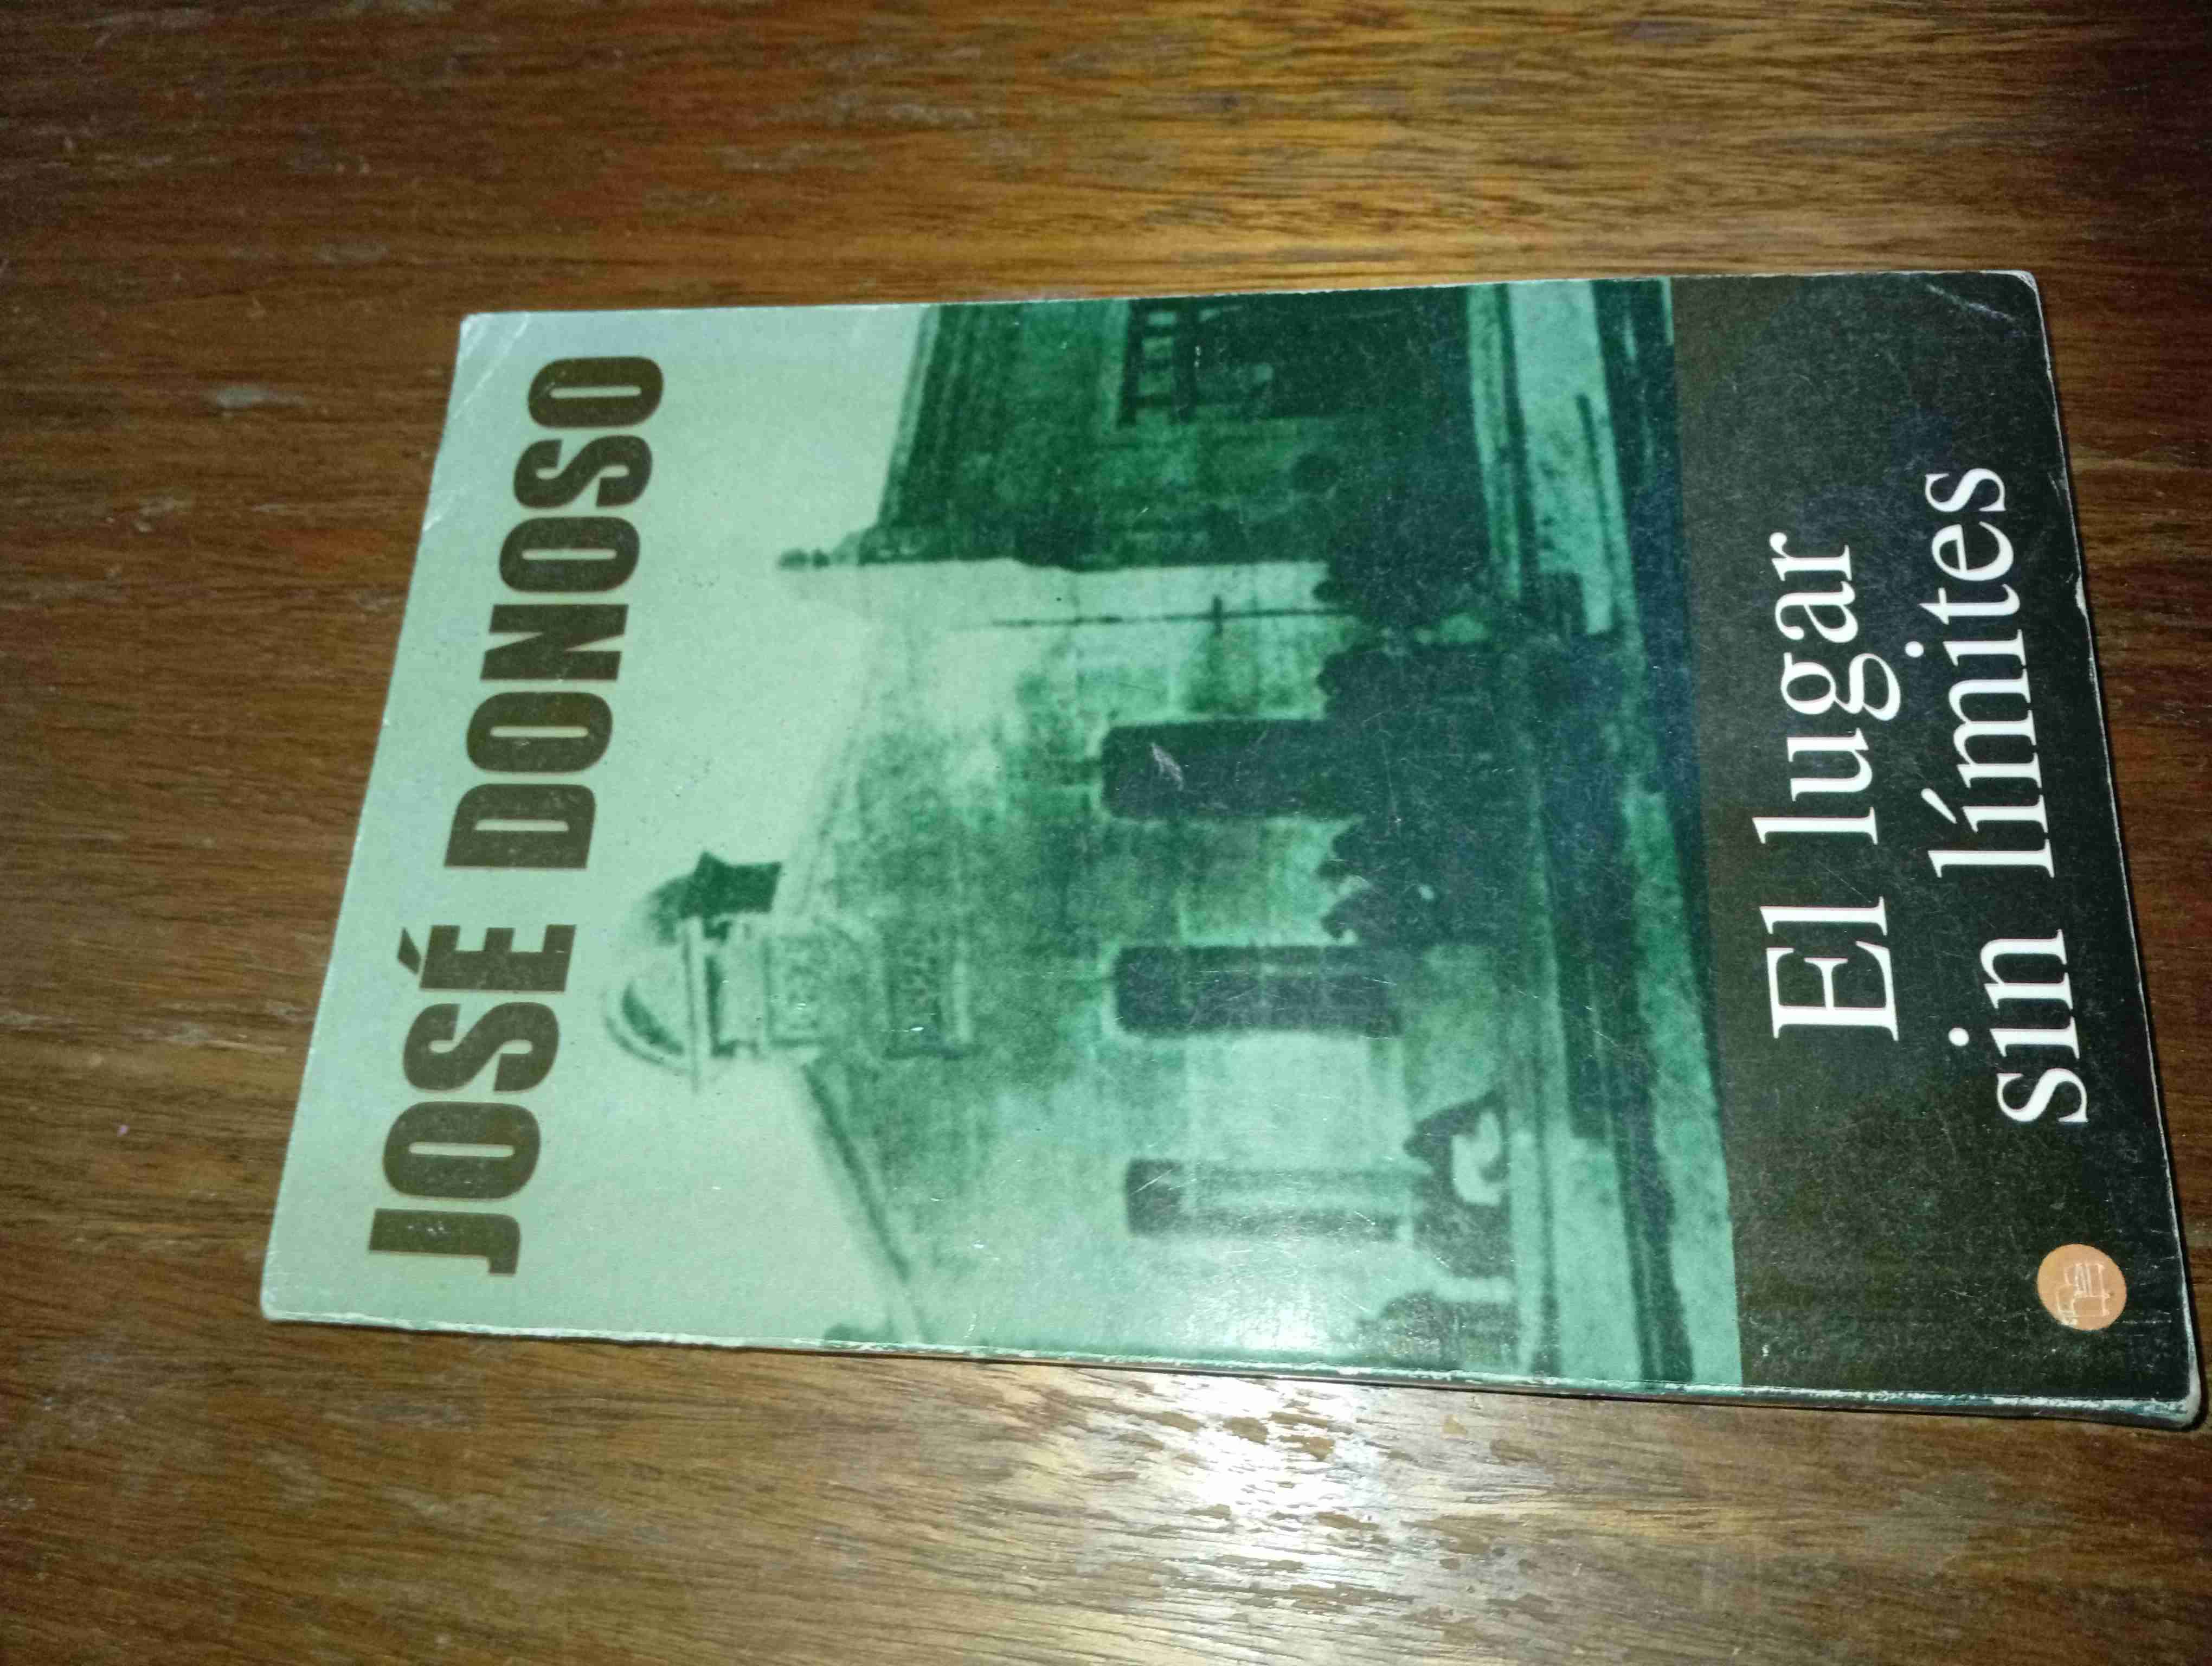 JOSÉ DONOSO
El lugar
sin límites